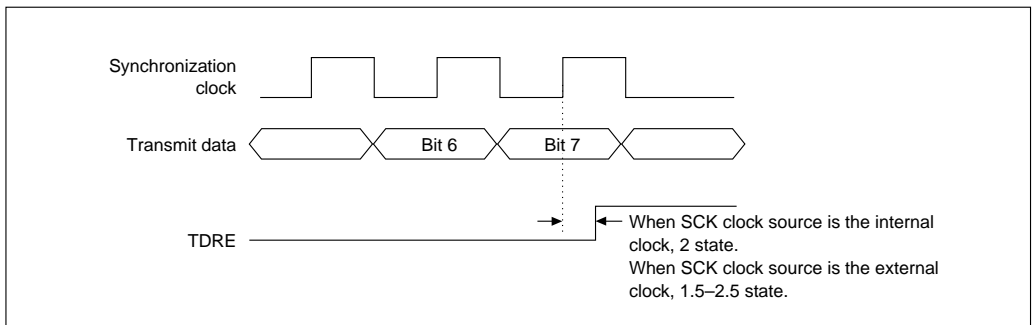 Synchronization
clock
Transmit data
Bit 6
Bit 7
TDRE
When SCK clock source is the internal
clock, 2 state.
When SCK clock source is the external
clock, 1.5–2.5 state.